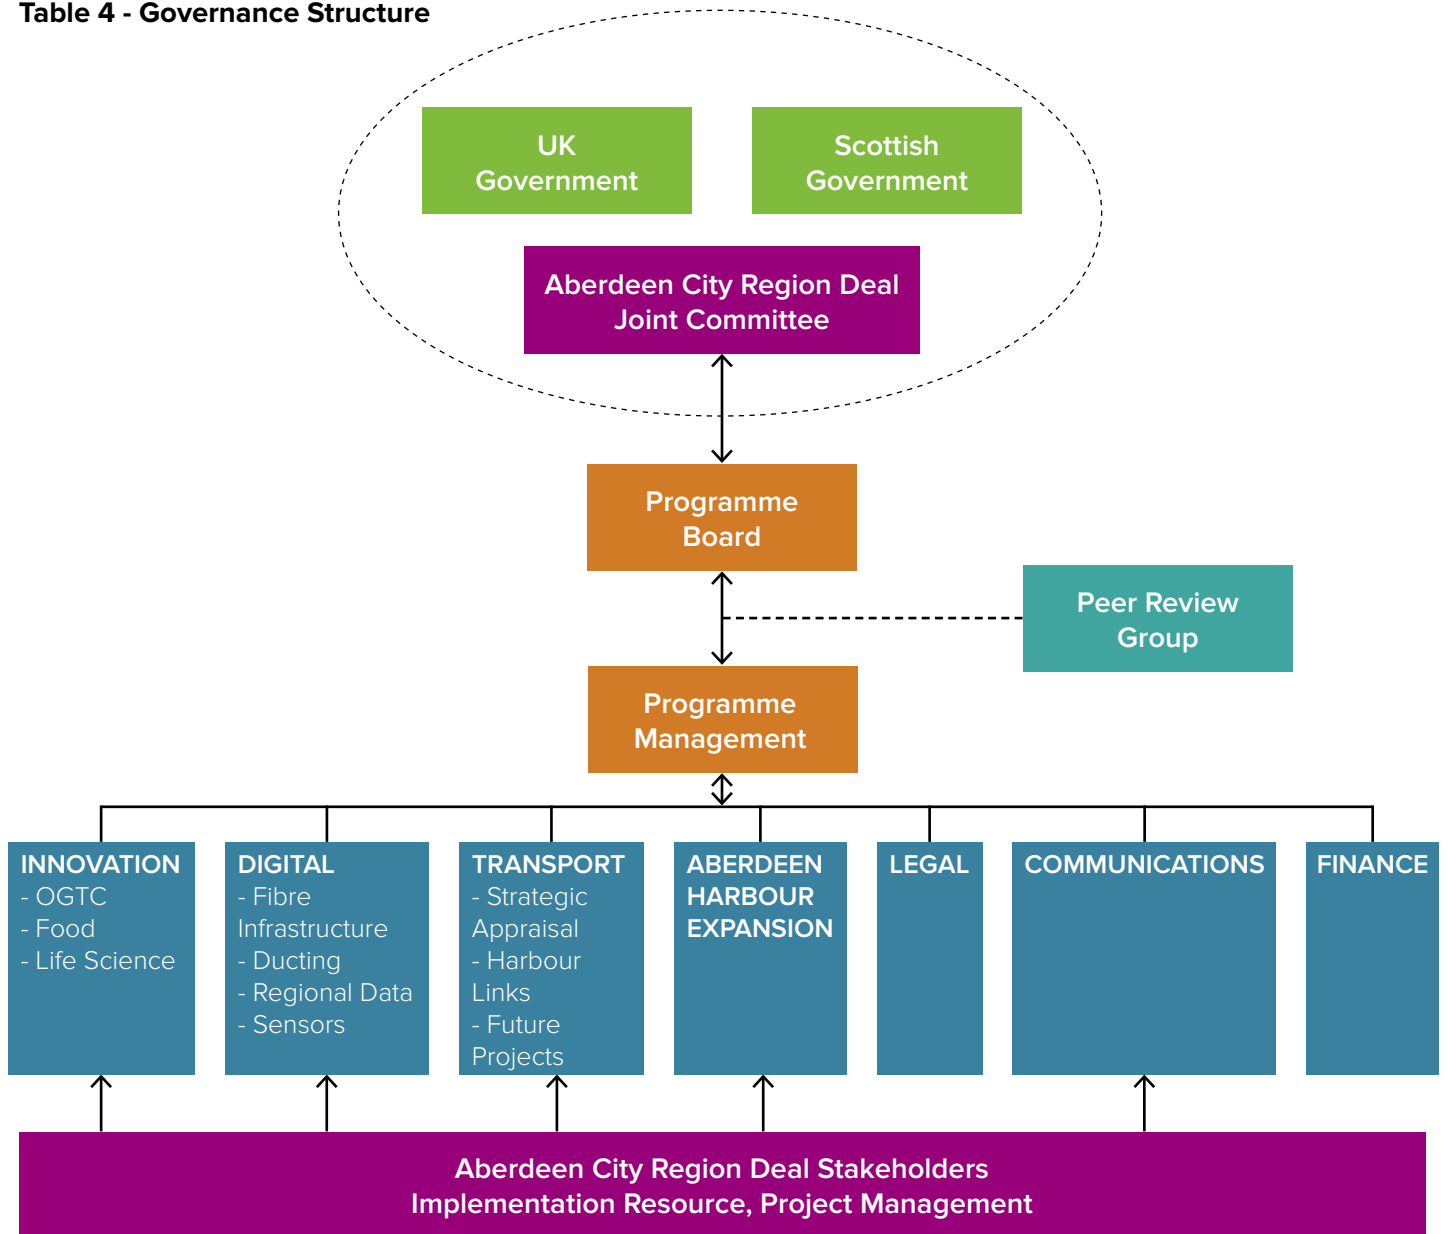 Table 4 - Governance Structure
UK
Government
Scottish
Government
Aberdeen City Region Deal
Joint Committee
Programme
Board
Peer Review
Group
Programme
Management
INNOVATION
- OGTC
- Food
- Life Science
DIGITAL
- Fibre
Infrastructure
- Ducting
- Regional Data
- Sensors
TRANSPORT
- Strategic
Appraisal
- Harbour
Links
- Future
Projects
ABERDEEN
HARBOUR
EXPANSION
LEGAL
COMMUNICATIONS
FINANCE
Aberdeen City Region Deal Stakeholders
Implementation Resource, Project Management